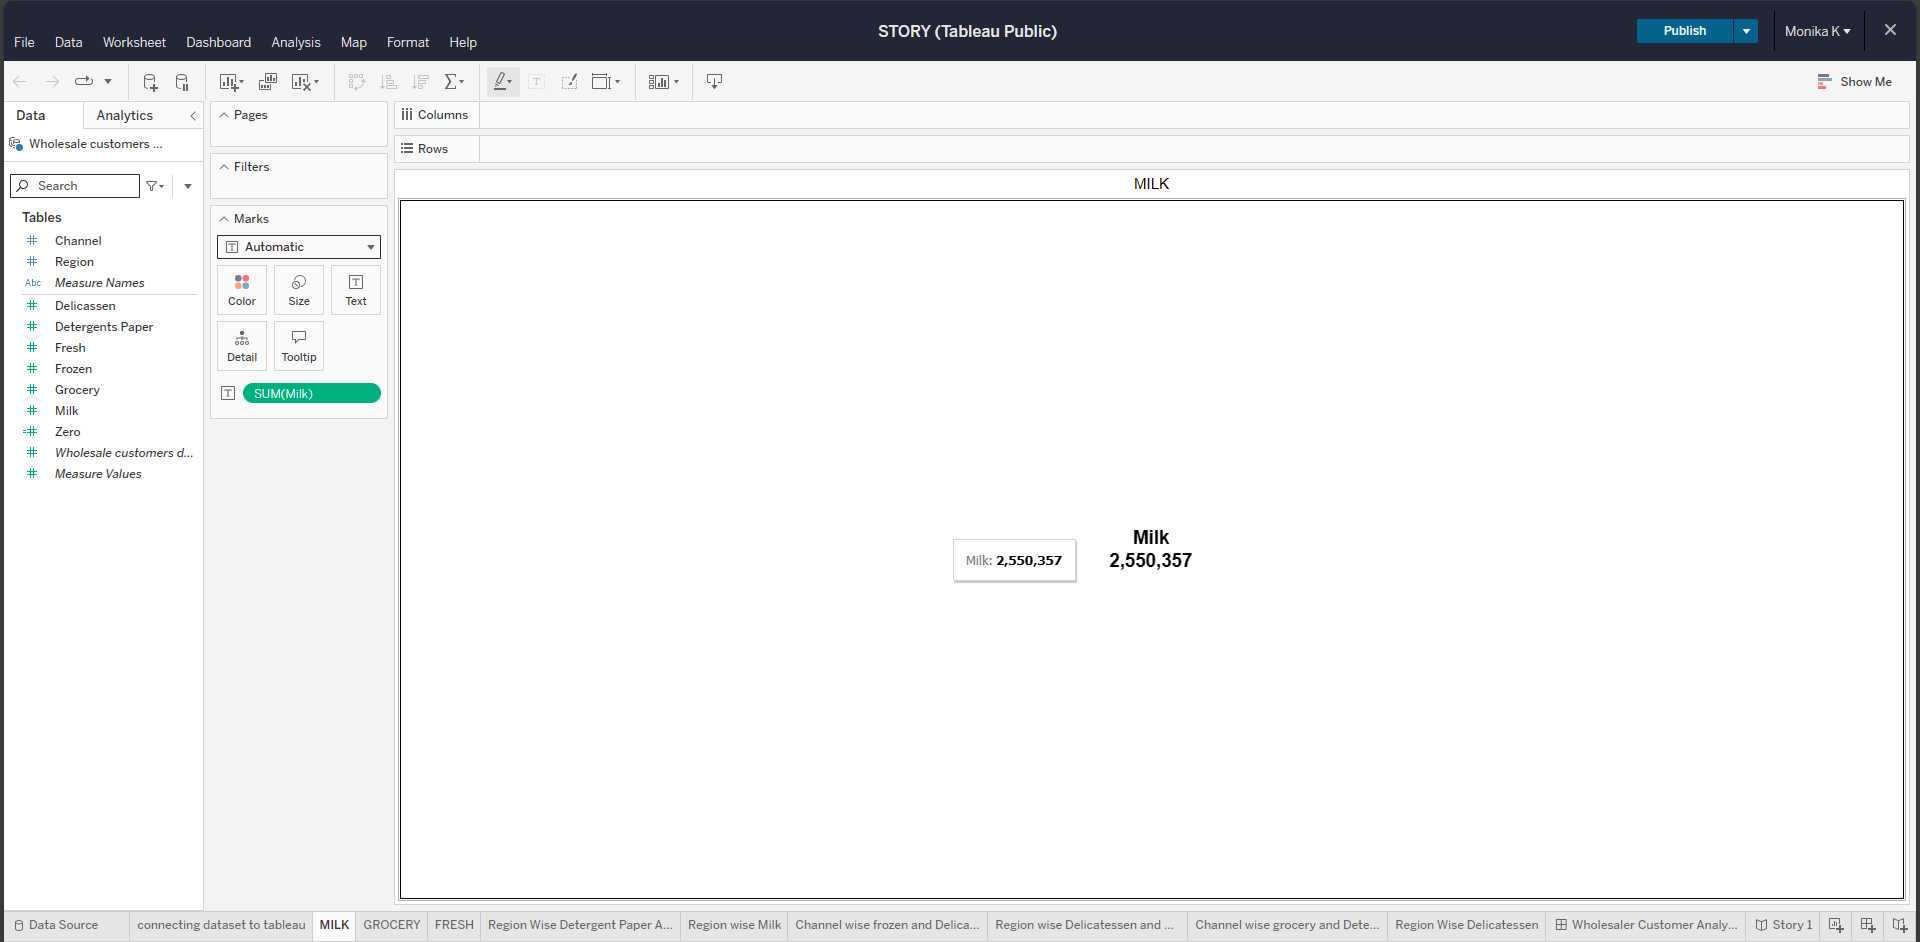 STORY (Tableau Public)
File Data Worksheet Dashboard Analysis Map Format Help
Publish
Monika K
Show Me
Data Analytics
Wholesale customers ...
Search
Tables
Channel
Region
Abc Measure Names
Delicassen
Detergents Paper
Fresh
Frozen
Grocery
Milk
Zero
Wholesale customers d...
Measure Values
Pages
Filters
Marks
Automatic
Color Size Text
Detail Tooltip
SUM(Milk)
Columns
Rows
MILK
Milk
2,550,357
Milk: 2,550,357
Data Source connecting dataset to tableau MILK GROCERY FRESH Region Wise Detergent Paper A... Region wise Milk Channel wise frozen and Delica... Region wise Delicatessen and ... Channel wise grocery and Dete... Region Wise Delicatessen Wholesaler Customer Analy... Story 1